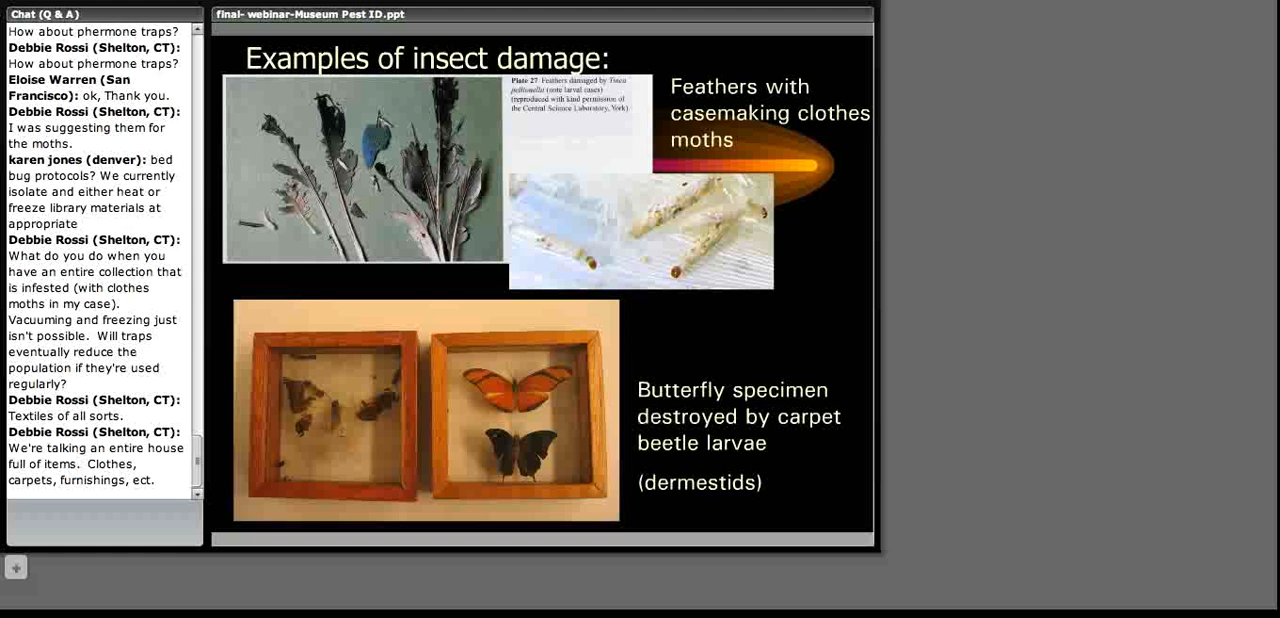 Chat (Q & A)
How about phermone traps?
Debbie Rossi (Shelton, CT):
How about phermone traps?
Eloise Warren (San
Francisco): ok, Thank you.
Debbie Rossi (Shelton, CT):
I was suggesting them for
the moths.
karen jones (denver): bed
bug protocols? We currently
isolate and either heat or
freeze library materials at
appropriate
Debbie Rossi (Shelton, CT):
What do you do when you
have an entire collection that
is infested (with clothes
moths in my case).
Vacuuming and freezing just
isn't possible. Will traps
eventually reduce the
population if they're used
regularly?
Debbie Rossi (Shelton, CT):
Textiles of all sorts.
Debbie Rossi (Shelton, CT):
We're talking an entire house
full of items. Clothes,
carpets, furnishings, ect.
final- webinar-Museum Pest ID.ppt
Examples of insect damage:
Plate 27 Feathers damaged by Tinea
pellionella (note larval cases)
(reproduced with kind permission of
the Central Science Laboratory, York).
Feathers with
casemaking clothes
moths
Butterfly specimen
destroyed by carpet
beetle larvae
(dermestids)